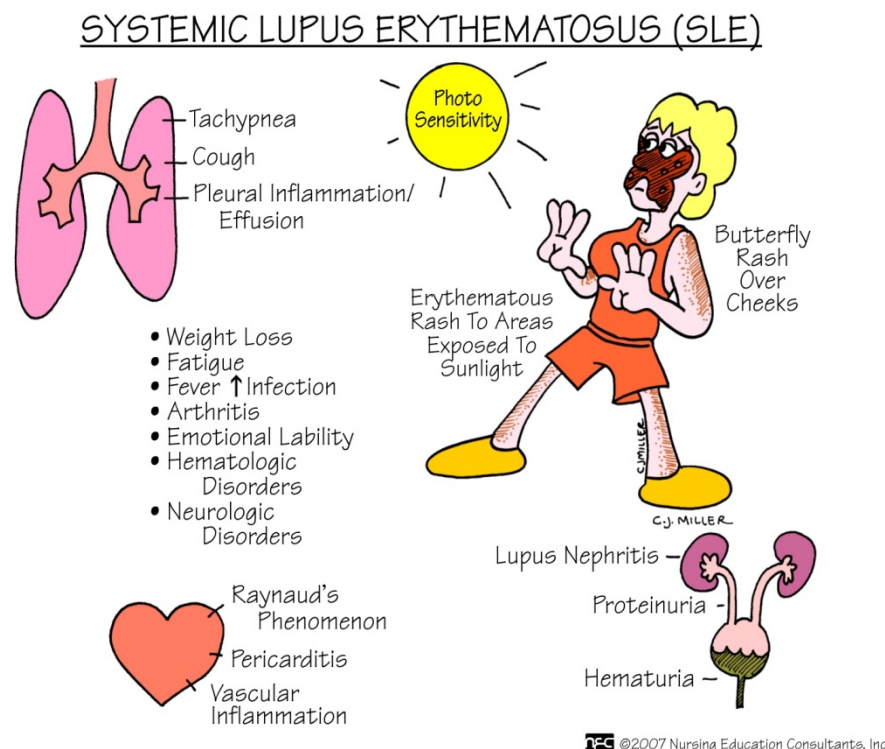 SYSTEMIC LUPUS ERYTHEMATOSUS (SLE)
Tachypnea
Cough
Pleural Inflammation/
Effusion
Photo
Sensitivity
Butterfly
Rash
Over
Cheeks
Erythematous
Rash To Areas
Exposed To
Sunlight
• Weight Loss
• Fatigue
• Fever ↑ Infection
• Arthritis
• Emotional Lability
• Hematologic
Disorders
• Neurologic
Disorders
CJMILLER
C.J. MILLER
Raynaud's
Phenomenon
Pericarditis
Vascular
Inflammation
Lupus Nephritis
Proteinuria
Hematuria
nec ©2007 Nursing Education Consultants, Inc